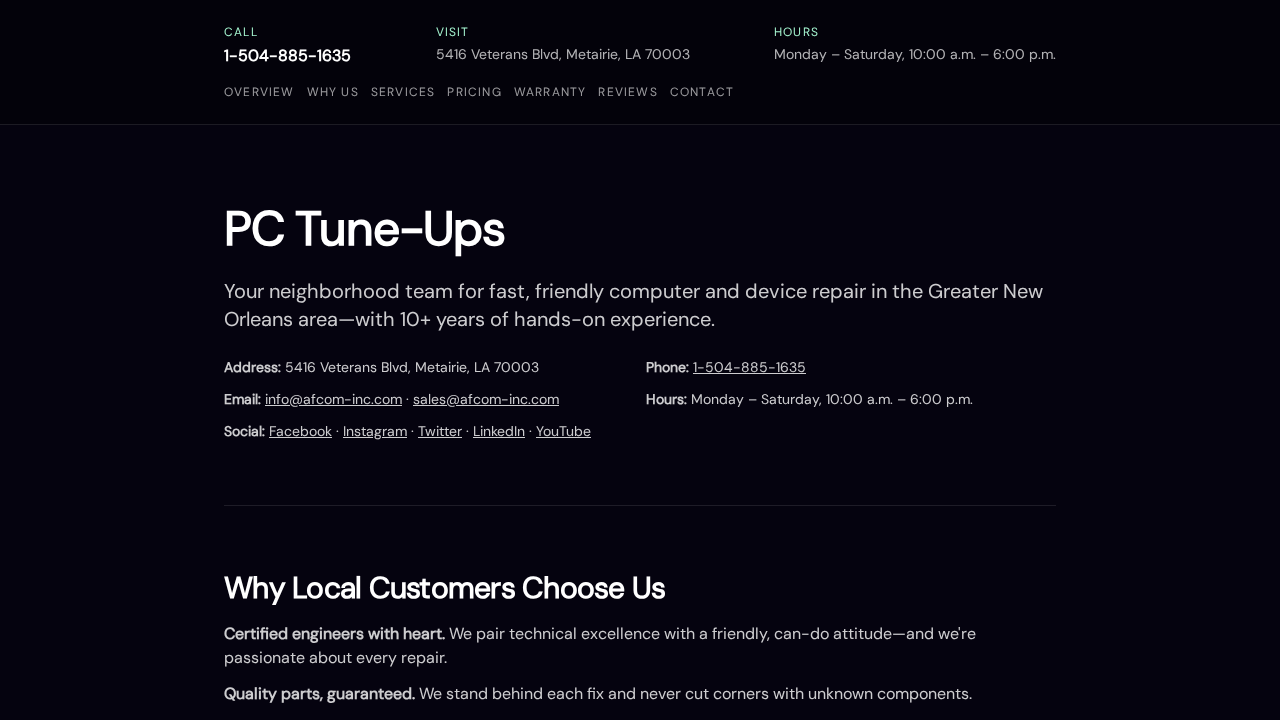 CALL
1-504-885-1635
VISIT
5416 Veterans Blvd, Metairie, LA 70003
HOURS
Monday – Saturday, 10:00 a.m. – 6:00 p.m.
OVERVIEW WHY US SERVICES PRICING WARRANTY REVIEWS CONTACT
PC Tune-Ups
Your neighborhood team for fast, friendly computer and device repair in the Greater New
Orleans area—with 10+ years of hands-on experience.
Address: 5416 Veterans Blvd, Metairie, LA 70003
Phone: 1-504-885-1635
Email: info@afcom-inc.com · sales@afcom-inc.com
Hours: Monday – Saturday, 10:00 a.m. – 6:00 p.m.
Social: Facebook · Instagram · Twitter · LinkedIn · YouTube
Why Local Customers Choose Us
Certified engineers with heart. We pair technical excellence with a friendly, can-do attitude—and we're
passionate about every repair.
Quality parts, guaranteed. We stand behind each fix and never cut corners with unknown components.